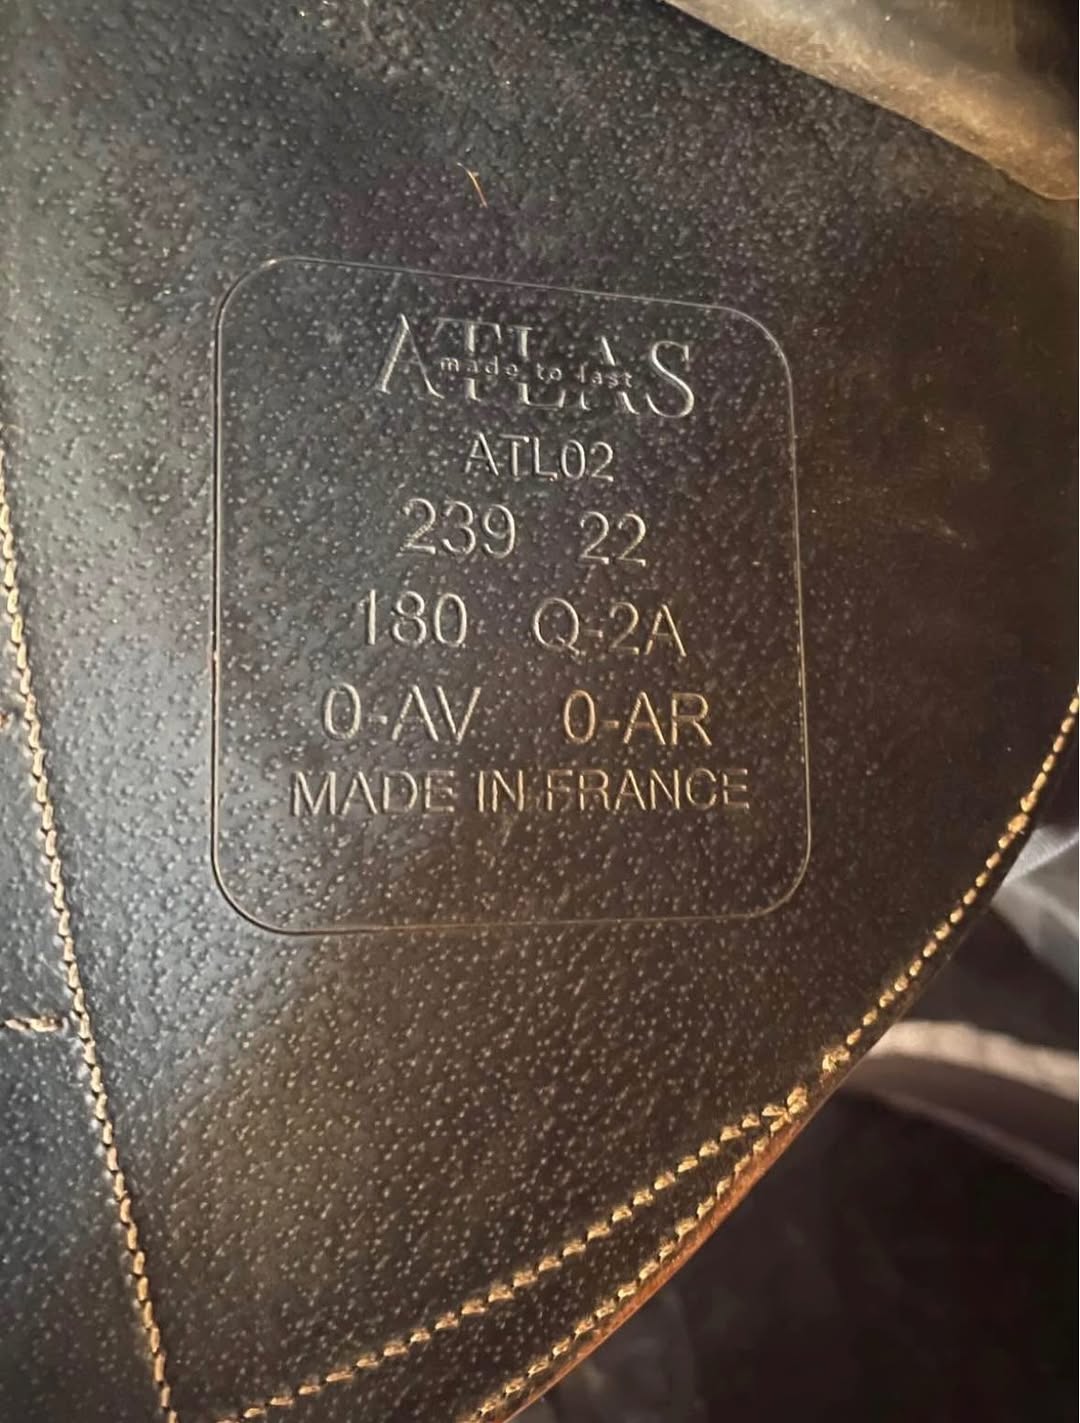 ATLAS
made to last
ATL02
239 22
180 Q-2A
0-AV 0-AR
MADE IN FRANCE